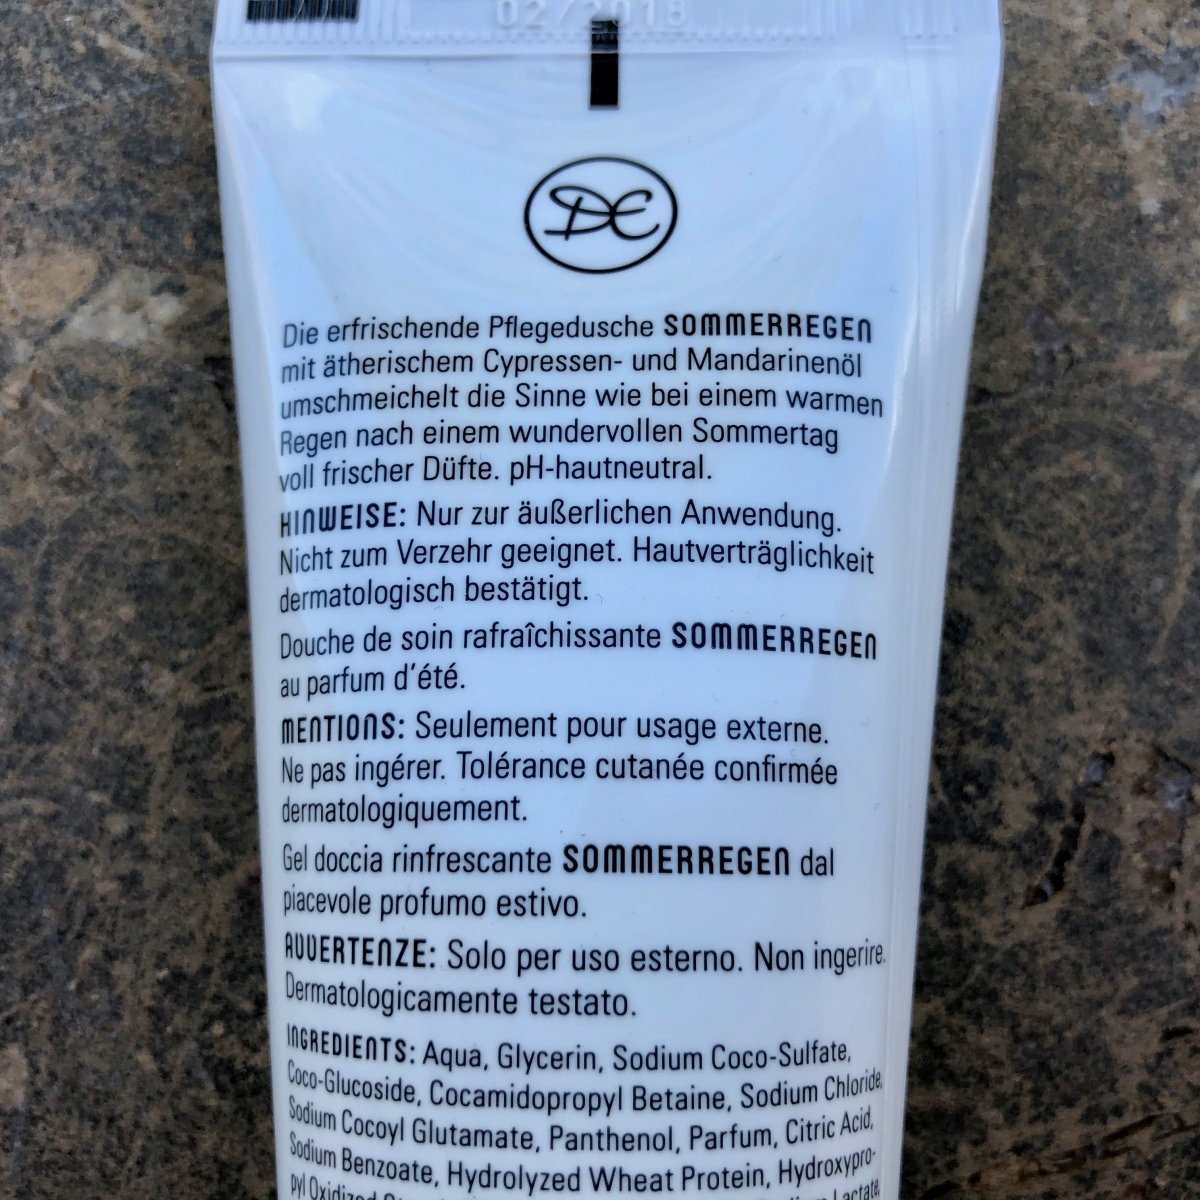 02/2018
DE
Die erfrischende Pflegedusche SOMMERREGEN
mit ätherischem Cypressen- und Mandarinenöl
umschmeichelt die Sinne wie bei einem warmen
Regen nach einem wundervollen Sommertag
voll frischer Düfte. pH-hautneutral.
HINWEISE: Nur zur äußerlichen Anwendung.
Nicht zum Verzehr geeignet. Hautverträglichkeit
dermatologisch bestätigt.
Douche de soin rafraîchissante SOMMERREGEN
au parfum d'été.
MENTIONS: Seulement pour usage externe.
Ne pas ingérer. Tolérance cutanée confirmée
dermatologiquement.
Gel doccia rinfrescante SOMMERREGEN dal
piacevole profumo estivo.
AVVERTENZE: Solo per uso esterno. Non ingerire.
Dermatologicamente testato.
INGREDIENTS: Aqua, Glycerin, Sodium Coco-Sulfate,
Coco-Glucoside, Cocamidopropyl Betaine, Sodium Chloride,
Sodium Cocoyl Glutamate, Panthenol, Parfum, Citric Acid,
Sodium Benzoate, Hydrolyzed Wheat Protein, Hydroxypro-
pyl Oxidized Lactate,